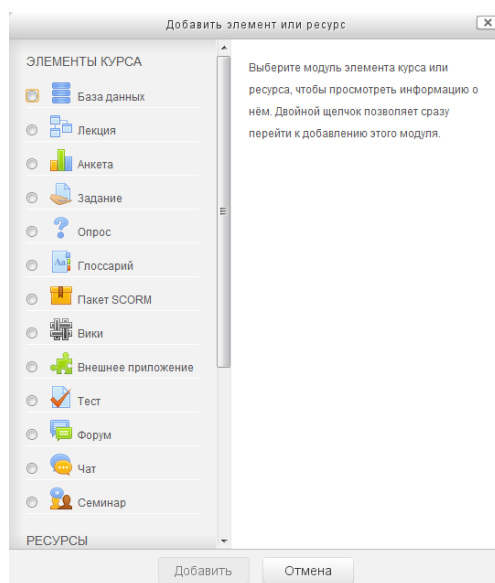 Добавить элемент или ресурс
ЭЛЕМЕНТЫ КУРСА
База данных
Лекция
Анкета
Задание
Опрос
Глоссарий
Пакет SCORM
Вики
Внешнее приложение
Тест
Форум
Чат
Семинар
РЕСУРСЫ
Выберите модуль элемента курса или
ресурса, чтобы просмотреть информацию о
нём. Двойной щелчок позволяет сразу
перейти к добавлению этого модуля.
Добавить
Отмена